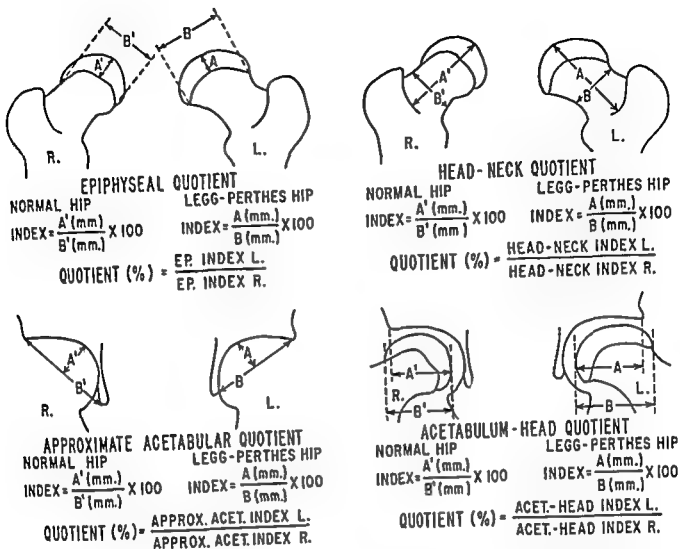 B'
A'
R.
B
A
L.
EPIPHYSEAL QUOTIENT
NORMAL HIP
INDEX=A'(mm)/B'(mm.) X 100
LEGG-PERTHES HIP
INDEX=A(mm.)/B(mm.) X 100
QUOTIENT (%) = EP. INDEX L./EP. INDEX R.
A'
B'
R.
A
B
L.
HEAD-NECK QUOTIENT
NORMAL HIP
INDEX=A'(mm.)/B'(mm) X 100
LEGG-PERTHES HIP
INDEX=A(mm.)/B(mm.) X 100
QUOTIENT (%) = HEAD-NECK INDEX L./HEAD-NECK INDEX R.
A'
B'
R.
A
B
L.
APPROXIMATE ACETABULAR QUOTIENT
NORMAL HIP
INDEX=A'(mm.)/B'(mm.) X 100
LEGG-PERTHES HIP
INDEX=A(mm.)/B(mm.) X 100
QUOTIENT (%)=APPROX. ACET. INDEX L./APPROX. ACET. INDEX R.
A'
R.
B'
A
B
L.
ACETABULUM-HEAD QUOTIENT
NORMAL HIP
INDEX=A'(mm.)/B'(mm) X 100
LEGG-PERTHES HIP
INDEX=A(mm.)/B(mm.) X 100
QUOTIENT (%) = ACET.-HEAD INDEX L./ACET.-HEAD INDEX R.